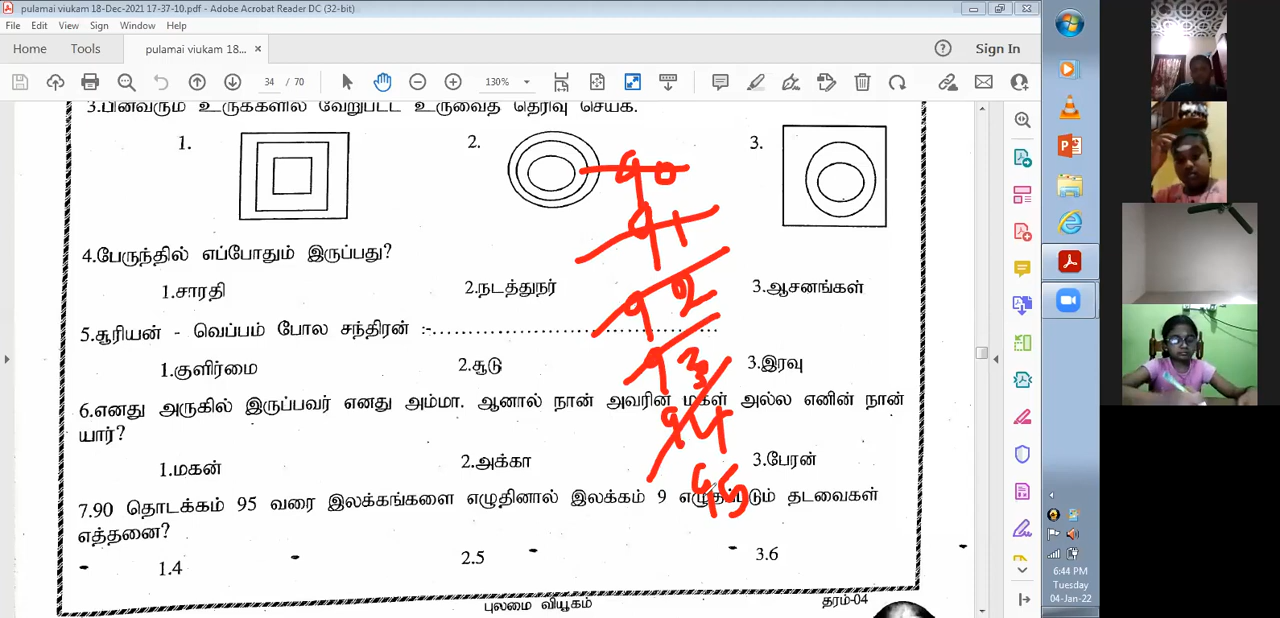 pulamai viukam 18-Dec-2021 17-37-10.pdf - Adobe Acrobat Reader DC (32-bit)
File Edit View Sign Window Help
Home Tools pulamai viukam 18... × Sign In
34 / 70 130%
3.பின்வரும் உருக்களில் வேறுபட்ட உருவைத் தெரிவு செய்க.
1. 2. 3.
90
91
4.பேருந்தில் எப்போதும் இருப்பது?
1.சாரதி 2.நடத்துநர் 3.ஆசனங்கள்
92
5.சூரியன் - வெப்பம் போல சந்திரன் :-
93
1.குளிர்மை 2.சூடு 3.இரவு
6.எனது அருகில் இருப்பவர் எனது அம்மா. ஆனால் நான் அவரின் மகள் அல்ல எனின் நான்
யார்?
94
1.மகன் 2.அக்கா 3.பேரன்
95
7.90 தொடக்கம் 95 வரை இலக்கங்களை எழுதினால் இலக்கம் 9 எழுதப்படும் தடவைகள்
எத்தனை?
1.4 2.5 3.6
புலமை வியூகம் தரம்-04
6:44 PM
Tuesday
04-Jan-22